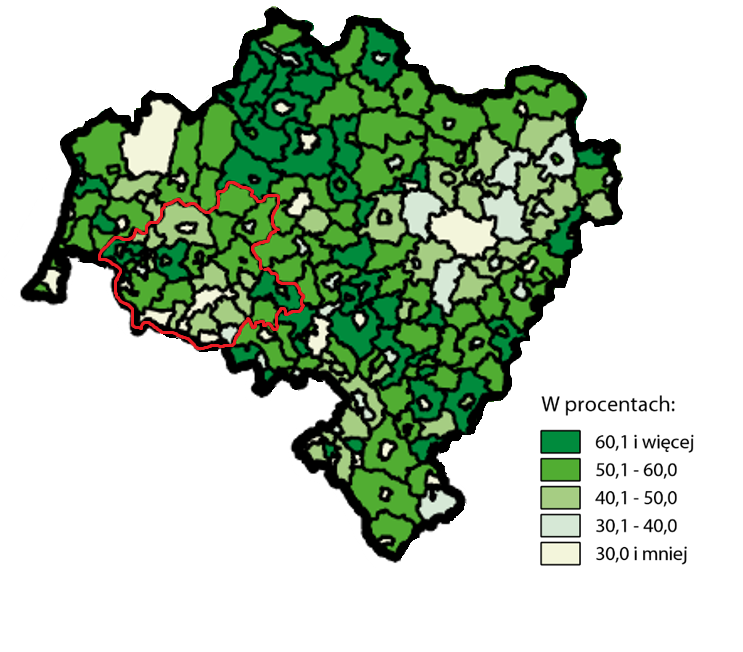 W procentach:
60,1 i więcej
50,1 - 60,0
40,1 - 50,0
30,1 - 40,0
30,0 i mniej